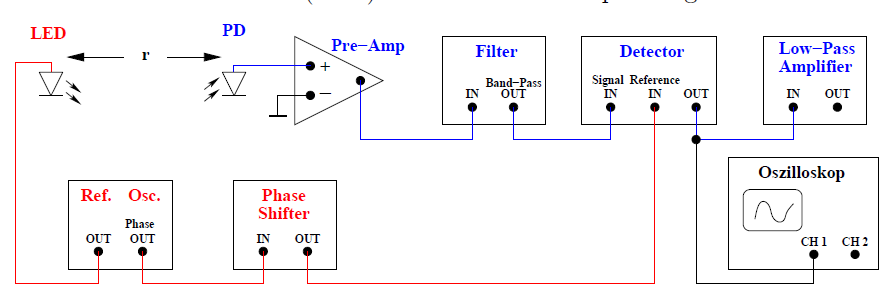 (
)
LED
r
PD
Pre−Amp
+
−
Filter
Band−Pass
IN
OUT
Detector
Signal Reference
IN
IN
OUT
Low−Pass
Amplifier
IN
OUT
Ref. Osc.
Phase
OUT
OUT
Phase
Shifter
IN
OUT
Oszilloskop
CH 1
CH 2